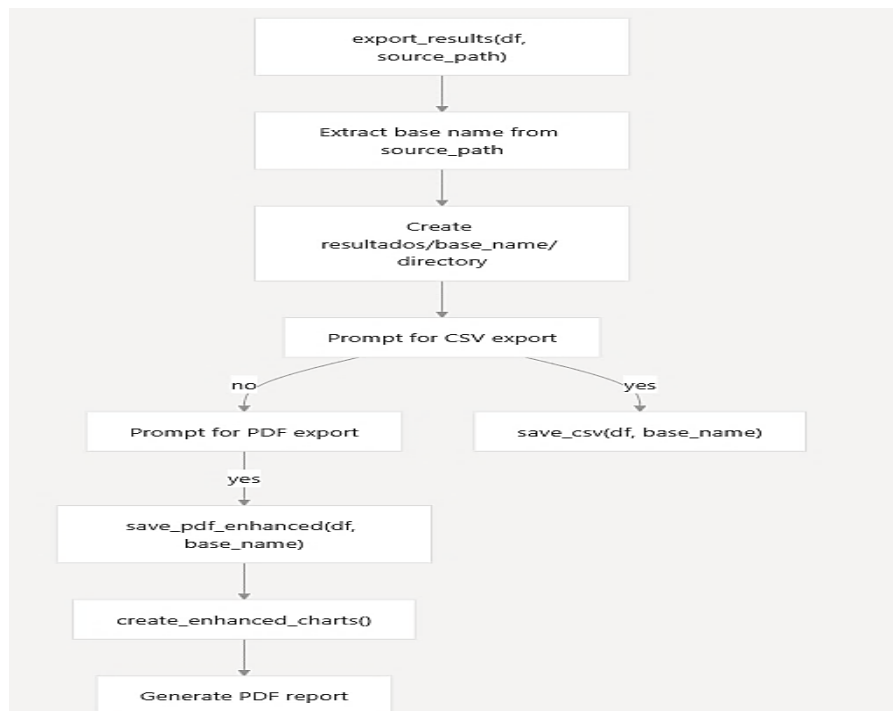 export_results(df,
source_path)
Extract base name from
source_path
Create
resultados/base_name/
directory
Prompt for CSV export
no
yes
Prompt for PDF export
save_csv(df, base_name)
yes
save_pdf_enhanced(df,
base_name)
create_enhanced_charts()
Generate PDF report